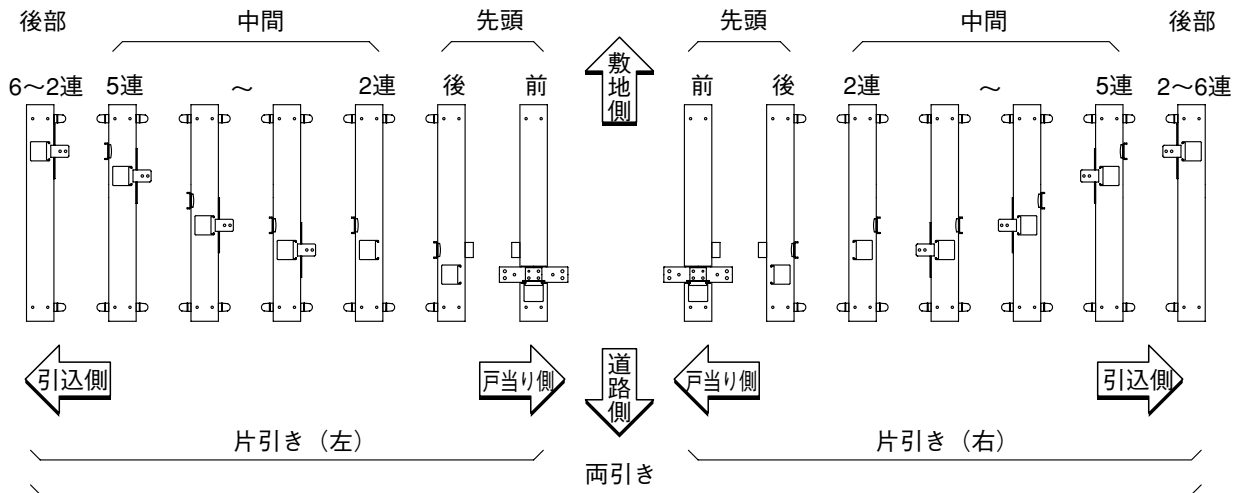 後部 中間 先頭 先頭 中間 後部
6～2連 5連 ～ 2連 後 前 敷地側 前 後 2連 ～ 5連 2～6連
引込側 戸当り側 道路側 戸当り側 引込側
片引き（左） 片引き（右）
両引き